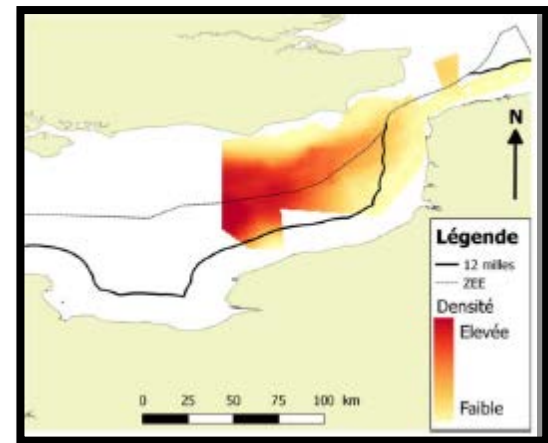 N
Légende
12 milles
ZEE
Densité
Elevée
Faible
0 25 50 75 100 km